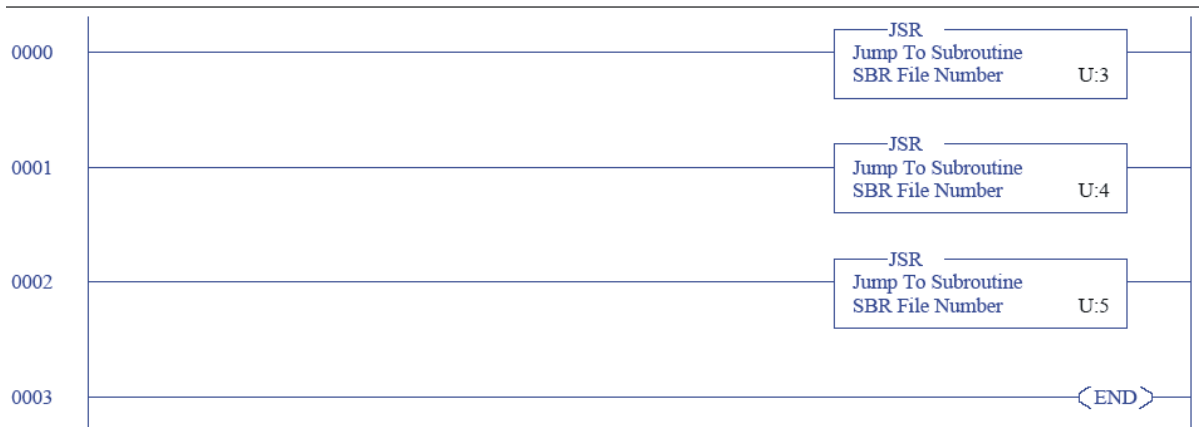 JSR
0000
Jump To Subroutine
SBR File Number U:3
JSR
0001
Jump To Subroutine
SBR File Number U:4
JSR
0002
Jump To Subroutine
SBR File Number U:5
0003
END